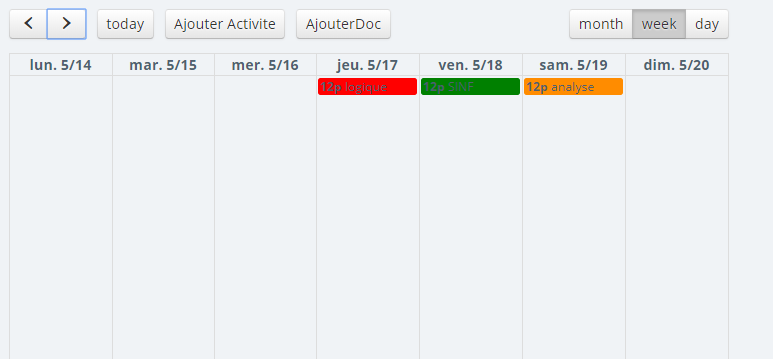 today Ajouter Activite AjouterDoc month week day
lun. 5/14 mar. 5/15 mer. 5/16 jeu. 5/17 ven. 5/18 sam. 5/19 dim. 5/20
12p logique 12p SINF 12p analyse